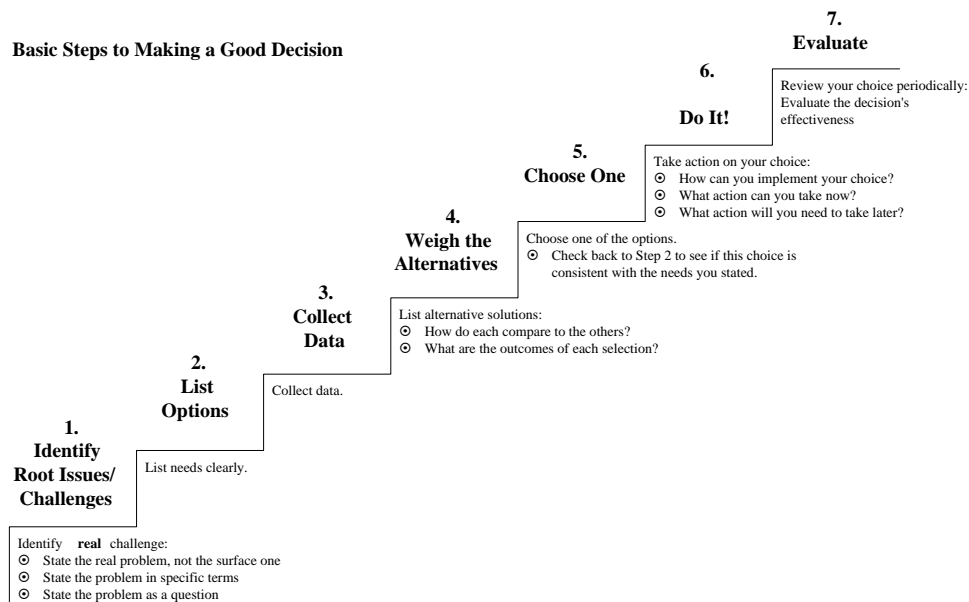 Basic Steps to Making a Good Decision
1.
Identify
Root Issues/
Challenges
Identify real challenge:
⊙ State the real problem, not the surface one
⊙ State the problem in specific terms
⊙ State the problem as a question
2.
List
Options
List needs clearly.
3.
Collect
Data
Collect data.
4.
Weigh the
Alternatives
List alternative solutions:
⊙ How do each compare to the others?
⊙ What are the outcomes of each selection?
5.
Choose One
Choose one of the options.
⊙ Check back to Step 2 to see if this choice is
consistent with the needs you stated.
6.
Do It!
Take action on your choice:
⊙ How can you implement your choice?
⊙ What action can you take now?
⊙ What action will you need to take later?
7.
Evaluate
Review your choice periodically:
Evaluate the decision's
effectiveness